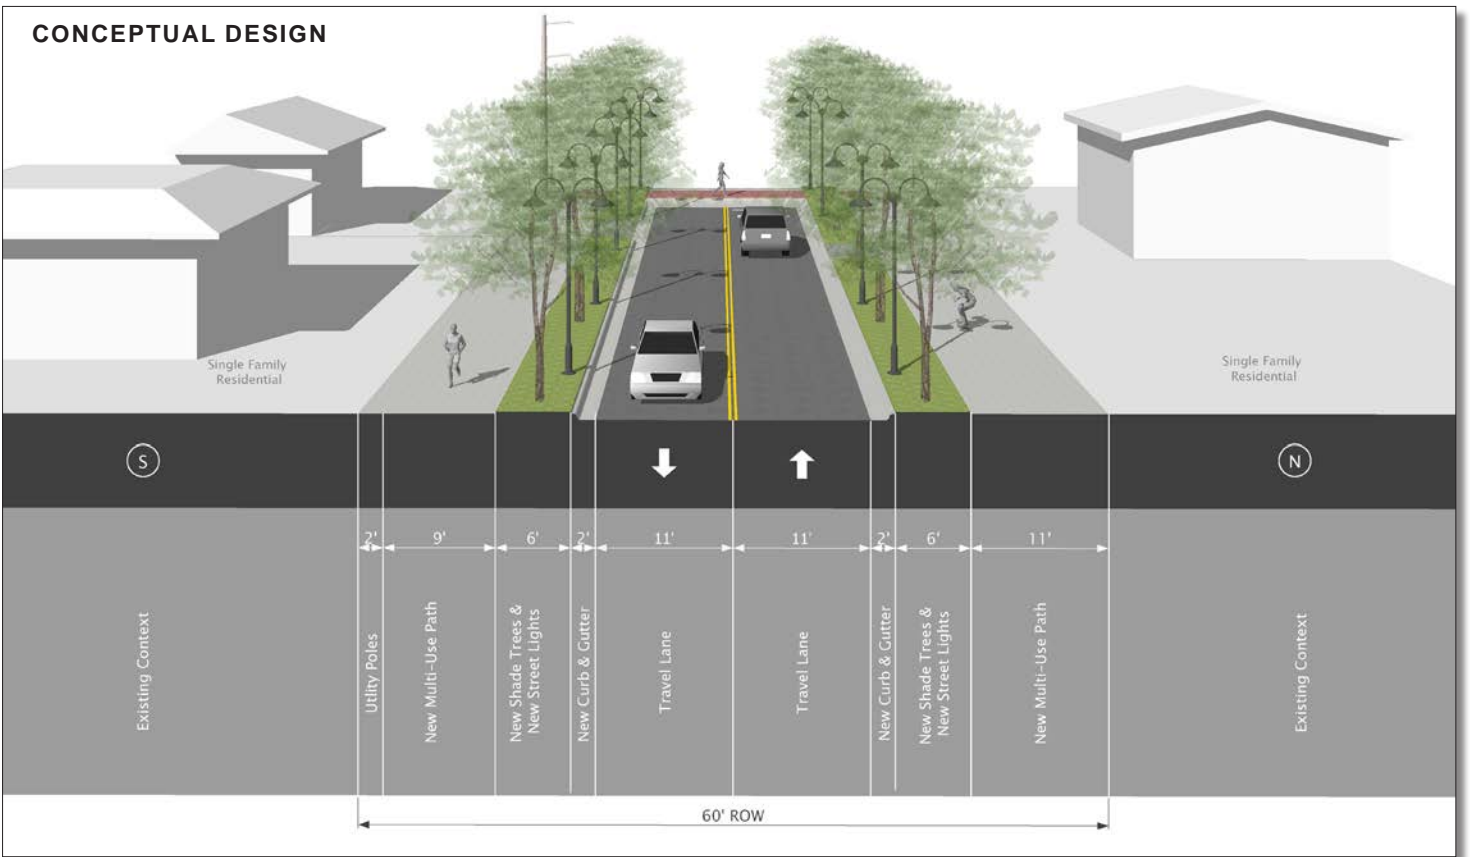 CONCEPTUAL DESIGN
Single Family
Residential
Single Family
Residential
S
N
2'
9'
6'
2'
11'
11'
2'
6'
11'
Existing Context
Utlity Poles
New Multi-Use Path
New Shade Trees &
New Street Lights
New Curb & Gutter
Travel Lane
Travel Lane
New Curb & Gutter
New Shade Trees &
New Street Lights
New Multi-Use Path
Existing Context
60' ROW